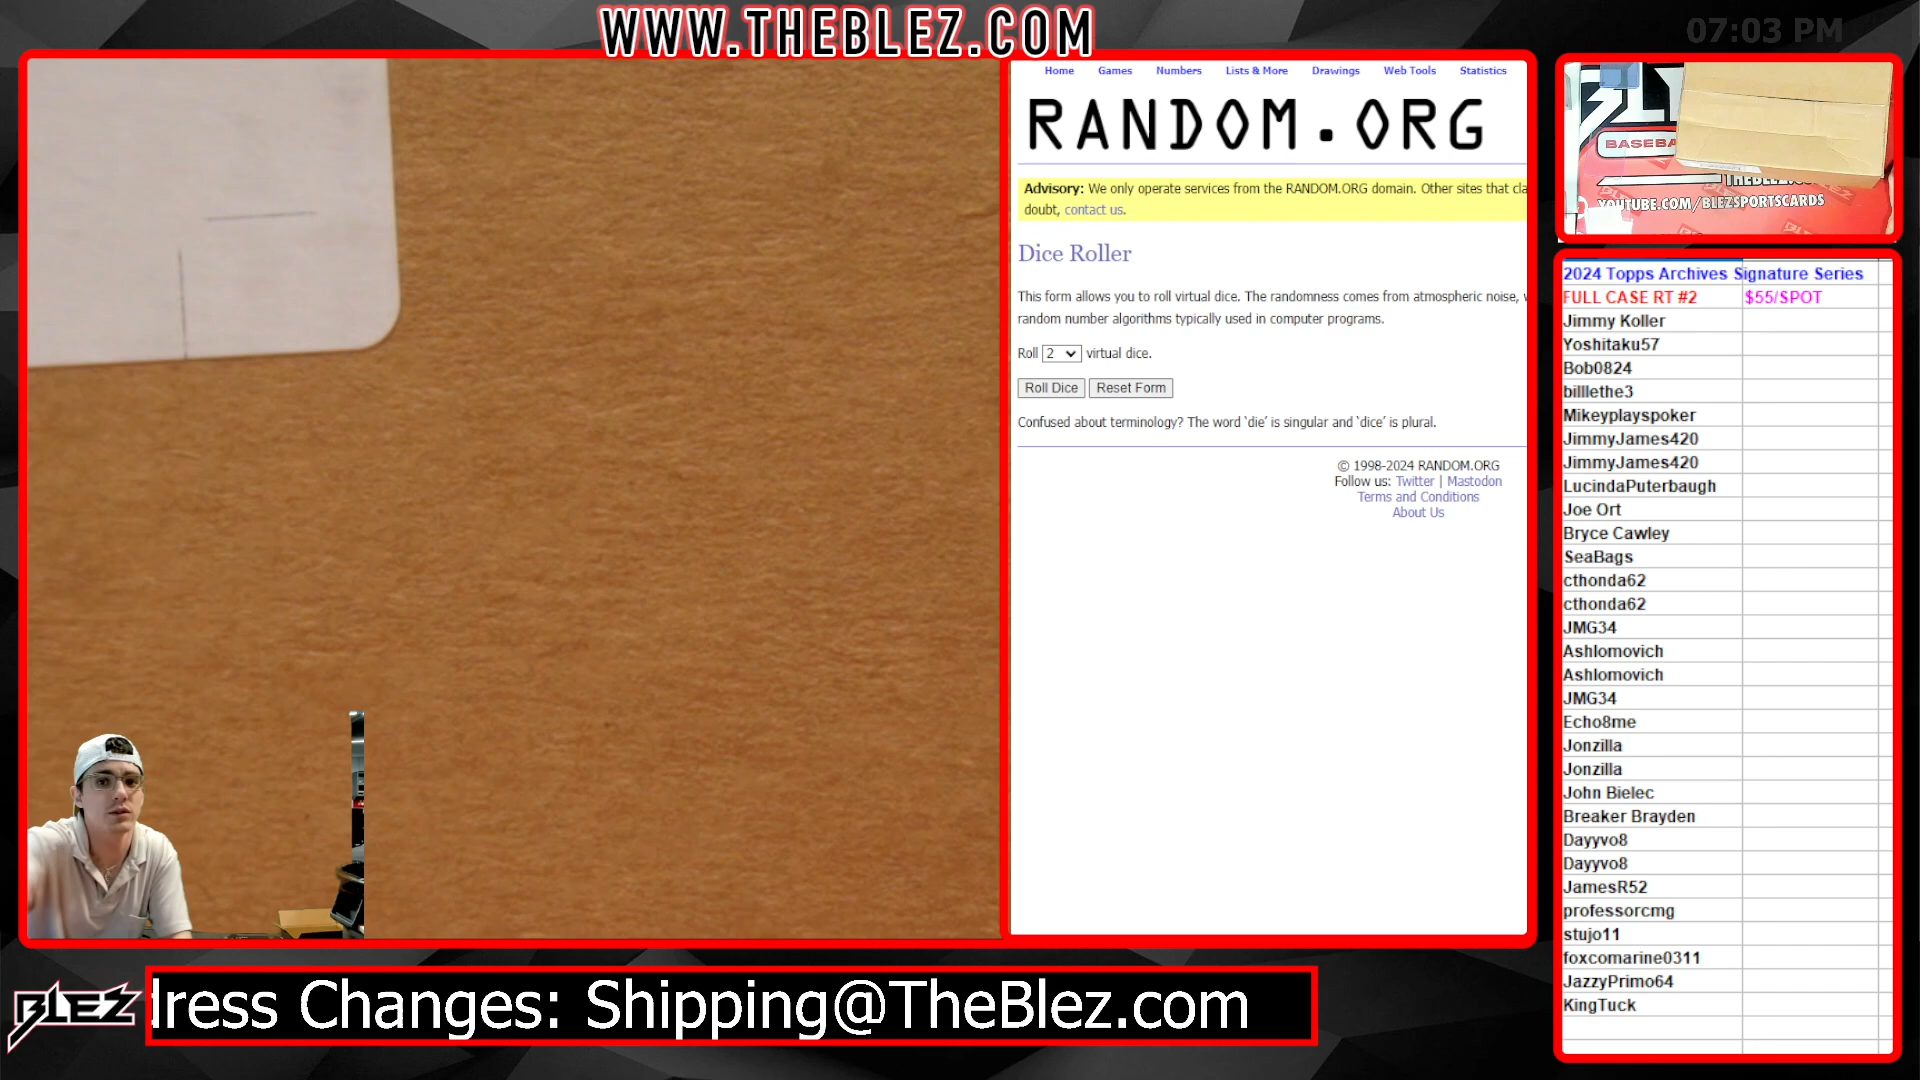 WWW.THEBLEZ.COM
07:03 PM
Home Games Numbers Lists & More Drawings Web Tools Statistics
RANDOM.ORG
Advisory: We only operate services from the RANDOM.ORG domain. Other sites that cla
doubt, contact us.
Dice Roller
This form allows you to roll virtual dice. The randomness comes from atmospheric noise,
random number algorithms typically used in computer programs.
Roll 2 virtual dice.
Roll Dice Reset Form
Confused about terminology? The word ‘die’ is singular and ‘dice’ is plural.
© 1998-2024 RANDOM.ORG
Follow us: Twitter | Mastodon
Terms and Conditions
About Us
BASEBA
YOUTUBE.COM/BLEZSPORTSCARDS
2024 Topps Archives Signature Series
FULL CASE RT #2 $55/SPOT
Jimmy Koller
Yoshitaku57
Bob0824
billlethe3
Mikeyplayspoker
JimmyJames420
JimmyJames420
LucindaPuterbaugh
Joe Ort
Bryce Cawley
SeaBags
cthonda62
cthonda62
JMG34
Ashlomovich
Ashlomovich
JMG34
Echo8me
Jonzilla
Jonzilla
John Bielec
Breaker Brayden
Dayyvo8
Dayyvo8
JamesR52
professorcmg
stujo11
foxcomarine0311
JazzyPrimo64
KingTuck
BLEZ
dress Changes: Shipping@TheBlez.com